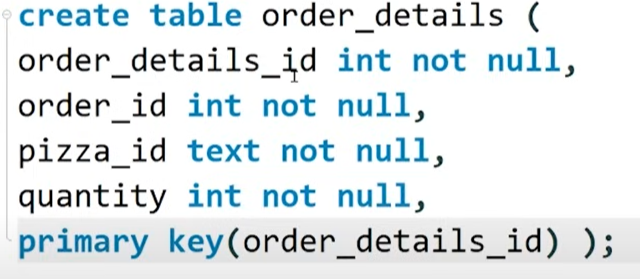 create table order_details (
order_details_id int not null,
order_id int not null,
pizza_id text not null,
quantity int not null,
primary key(order_details_id) );